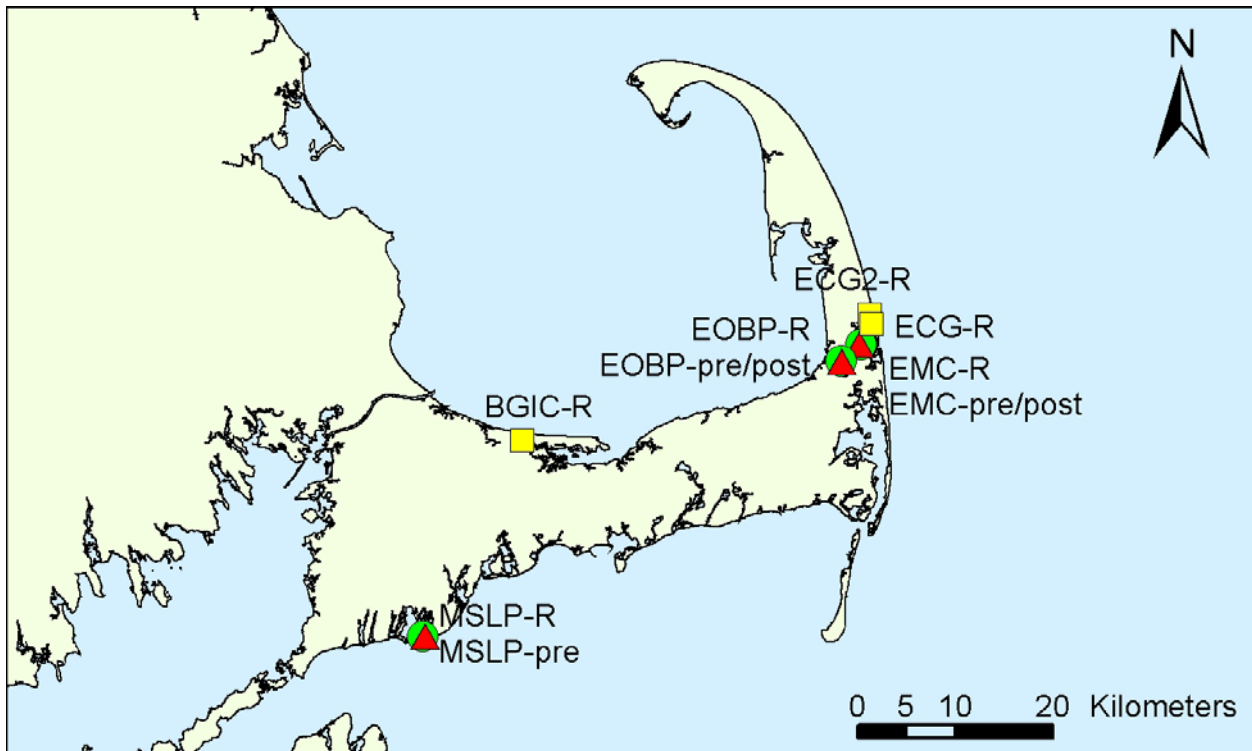 N
ECG2-R
EOBP-R
ECG-R
EOBP-pre/post
EMC-R
EMC-pre/post
BGIC-R
MSLP-R
MSLP-pre
0 5 10 20 Kilometers